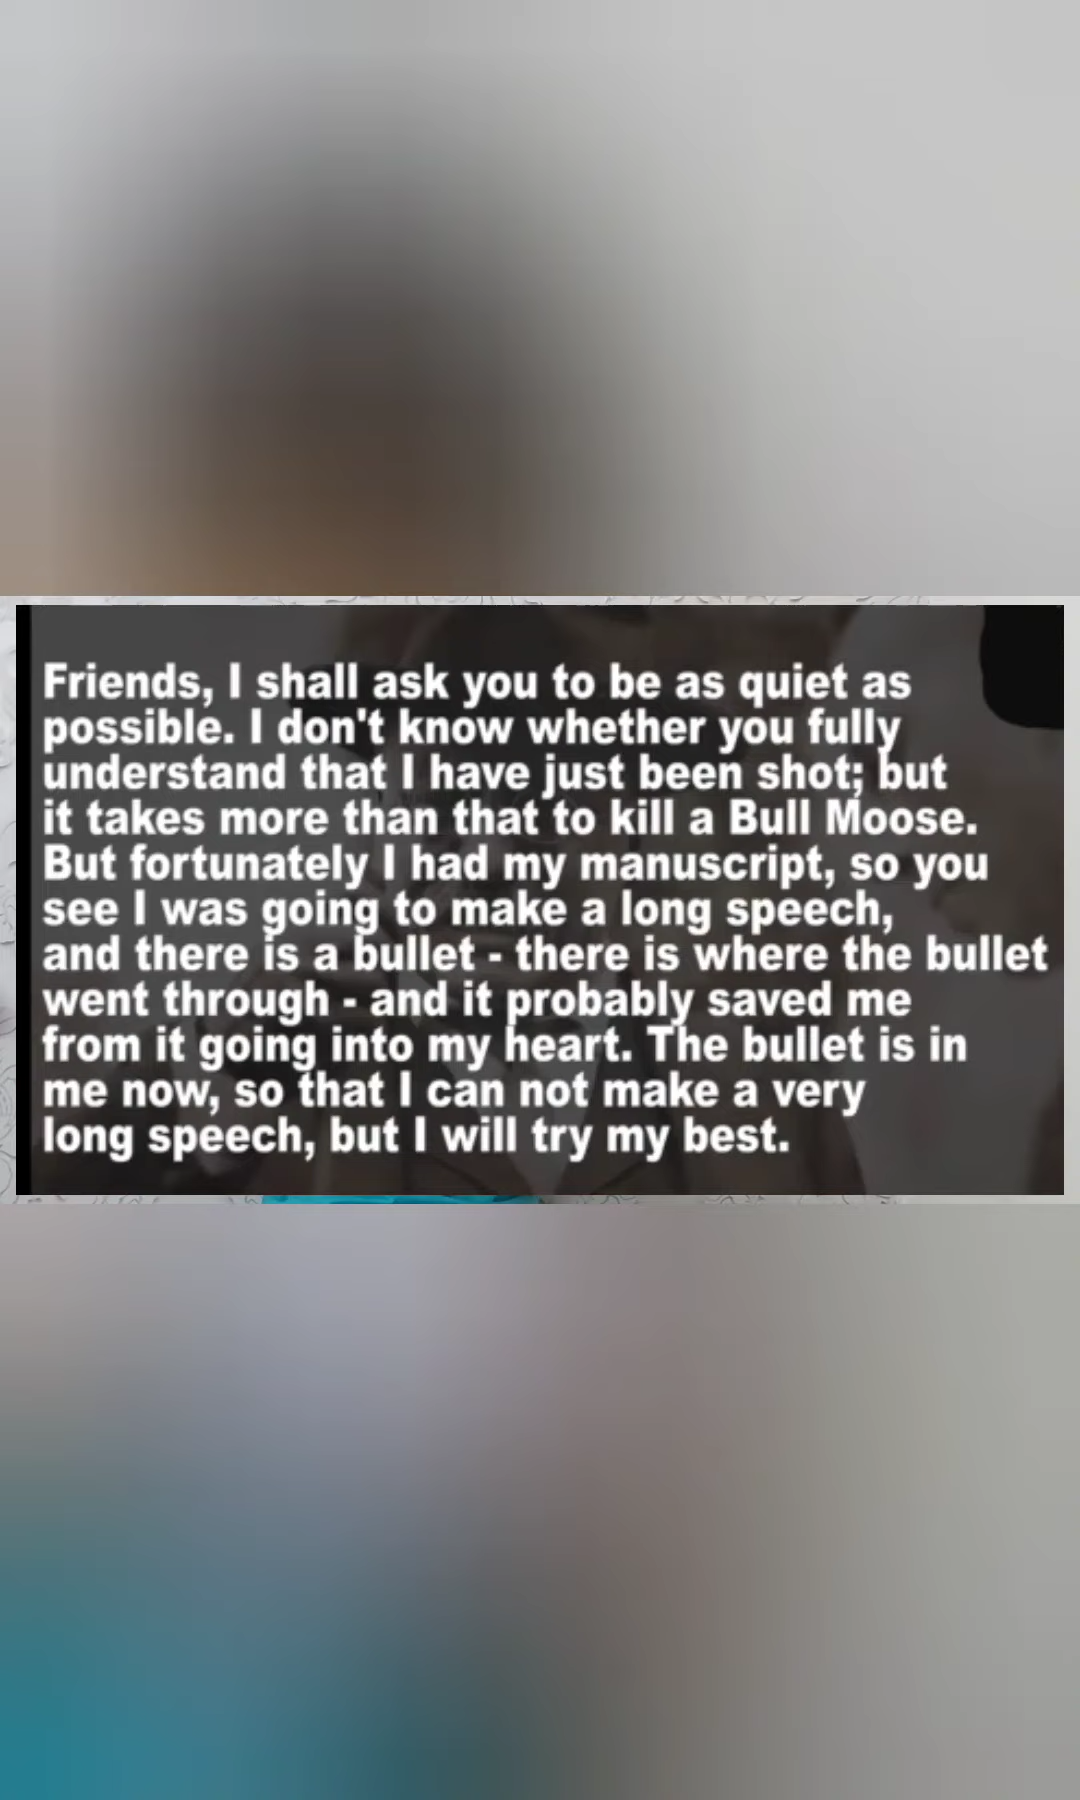 Friends, I shall ask you to be as quiet as
possible. I don't know whether you fully
understand that I have just been shot; but
it takes more than that to kill a Bull Moose.
But fortunately I had my manuscript, so you
see I was going to make a long speech,
and there is a bullet - there is where the bullet
went through - and it probably saved me
from it going into my heart. The bullet is in
me now, so that I can not make a very
long speech, but I will try my best.